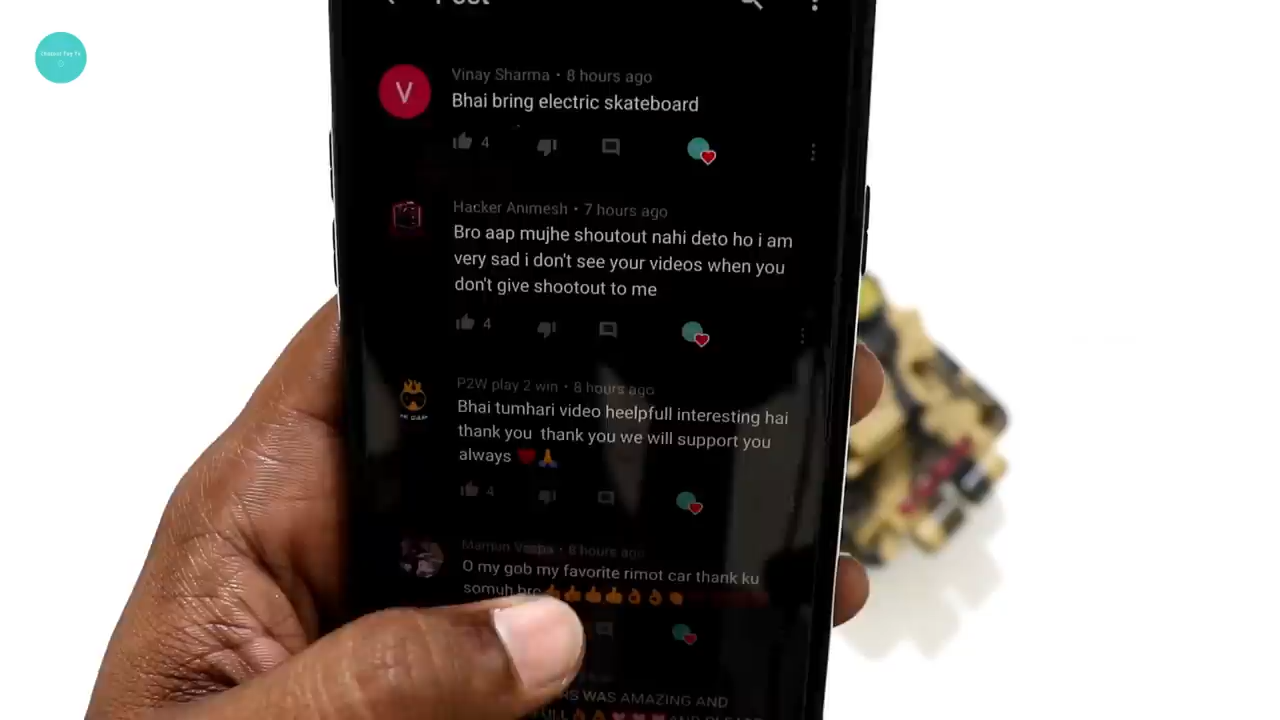 Post
Vinay Sharma • 8 hours ago
Bhai bring electric skateboard
4
Hacker Animesh • 7 hours ago
Bro aap mujhe shoutout nahi deto ho i am
very sad i don't see your videos when you
don't give shootout to me
4
P2W play 2 win • 8 hours ago
Bhai tumhari video heelpfull interesting hai
thank you thank you we will support you
always ❤️🙏
4
8 hours ago
O my gob my favorite rimot car thank ku
somuh bro
WAS AMAZING AND